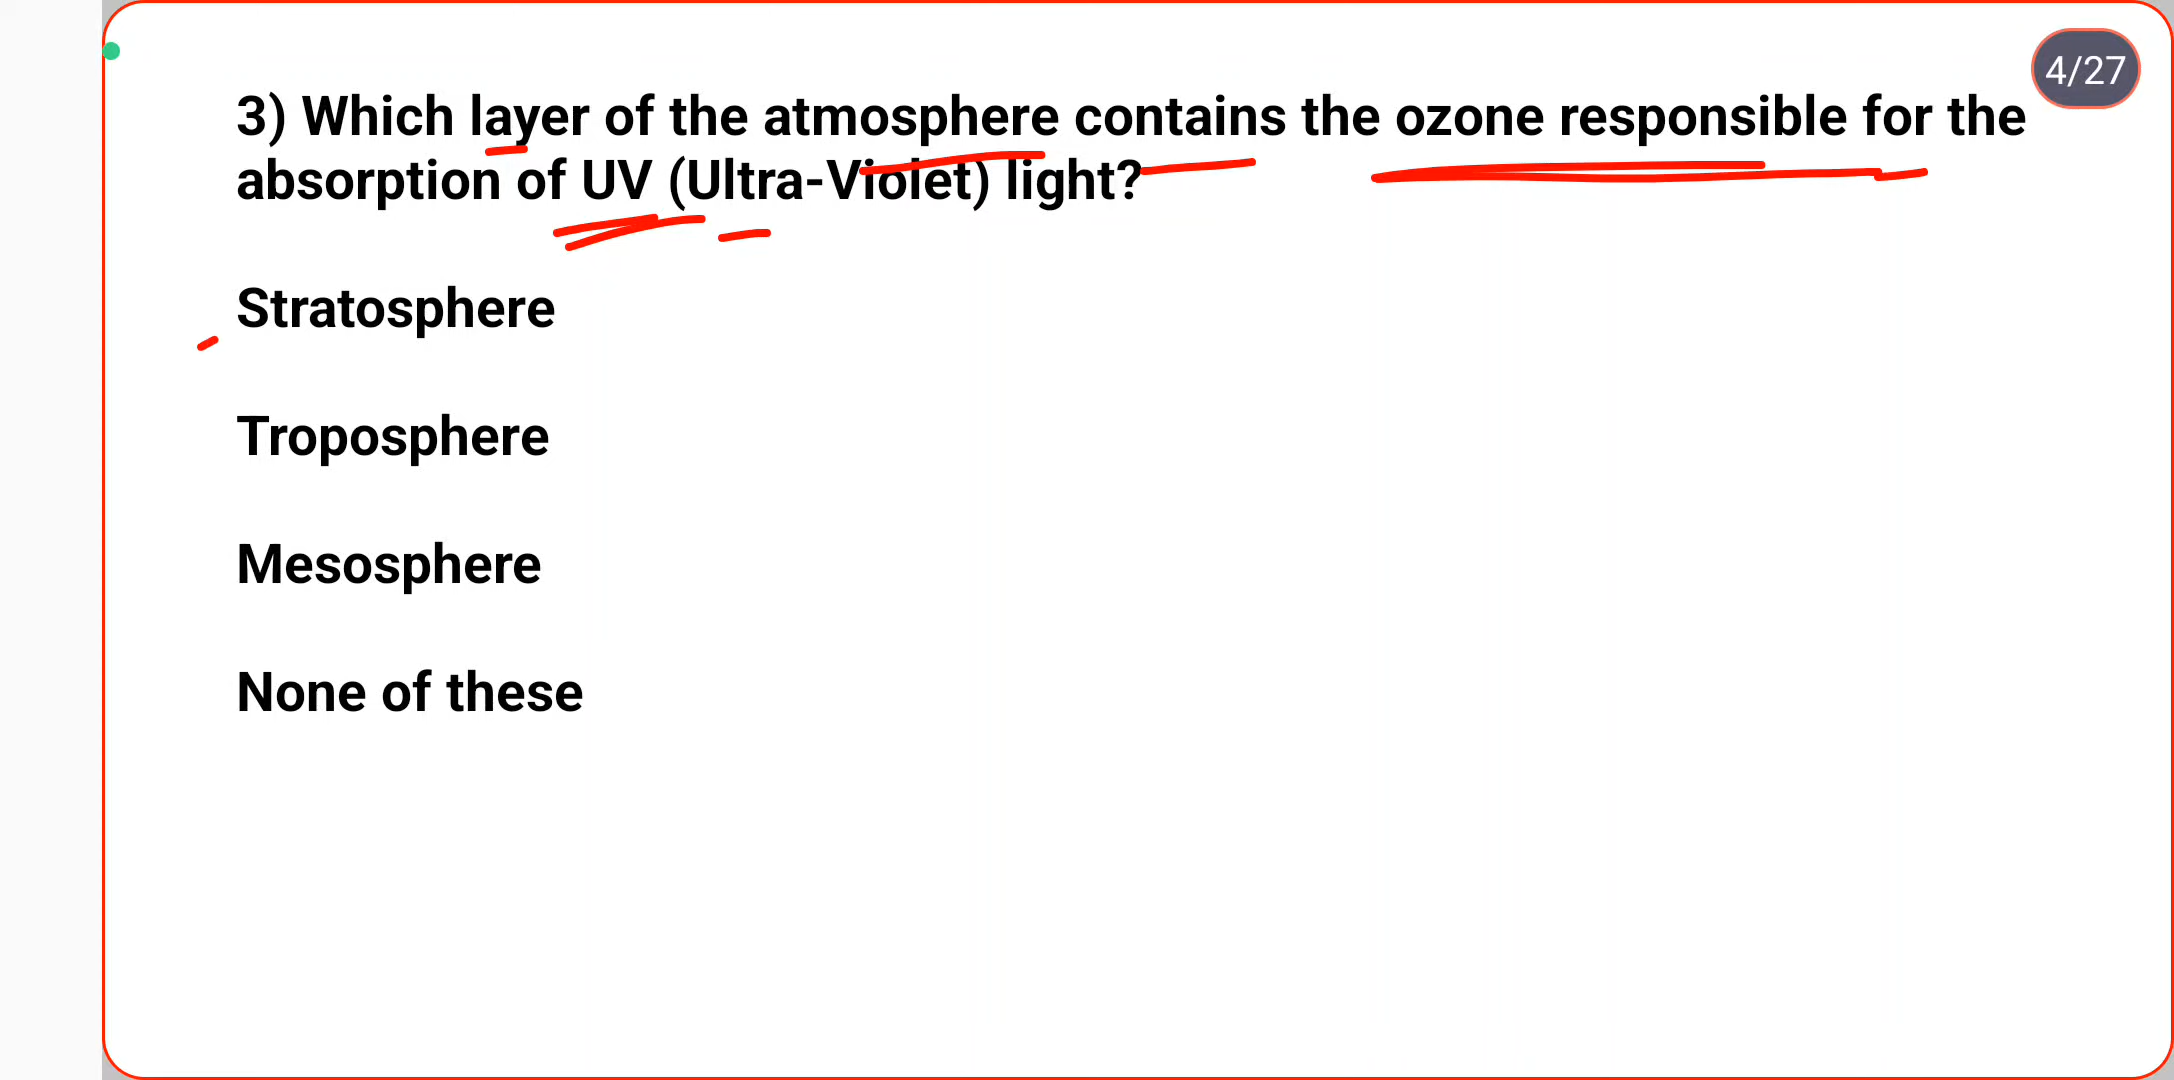 4/27
3) Which layer of the atmosphere contains the ozone responsible for the
absorption of UV (Ultra-Violet) light?
Stratosphere
Troposphere
Mesosphere
None of these